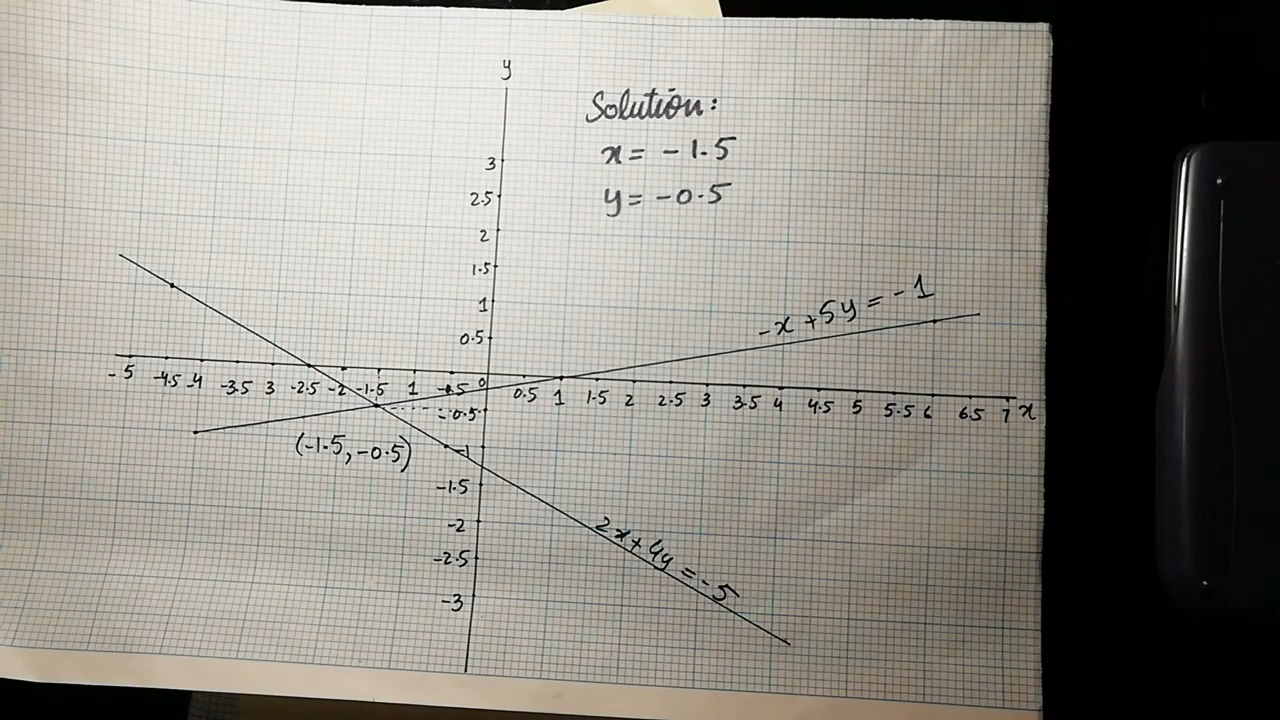 y
Solution:
x = -1.5
y = -0.5
3
2.5
2
1.5
1
0.5
-x + 5y = -1
-5 -4.5 -4 -3.5 3 -2.5 -2 -1.5 1 -0.5 0 0.5 1 1.5 2 2.5 3 3.5 4 4.5 5 5.5 6 6.5 7 x
-0.5
(-1.5, -0.5)
-1
-1.5
-2
2x + 4y = -5
-2.5
-3